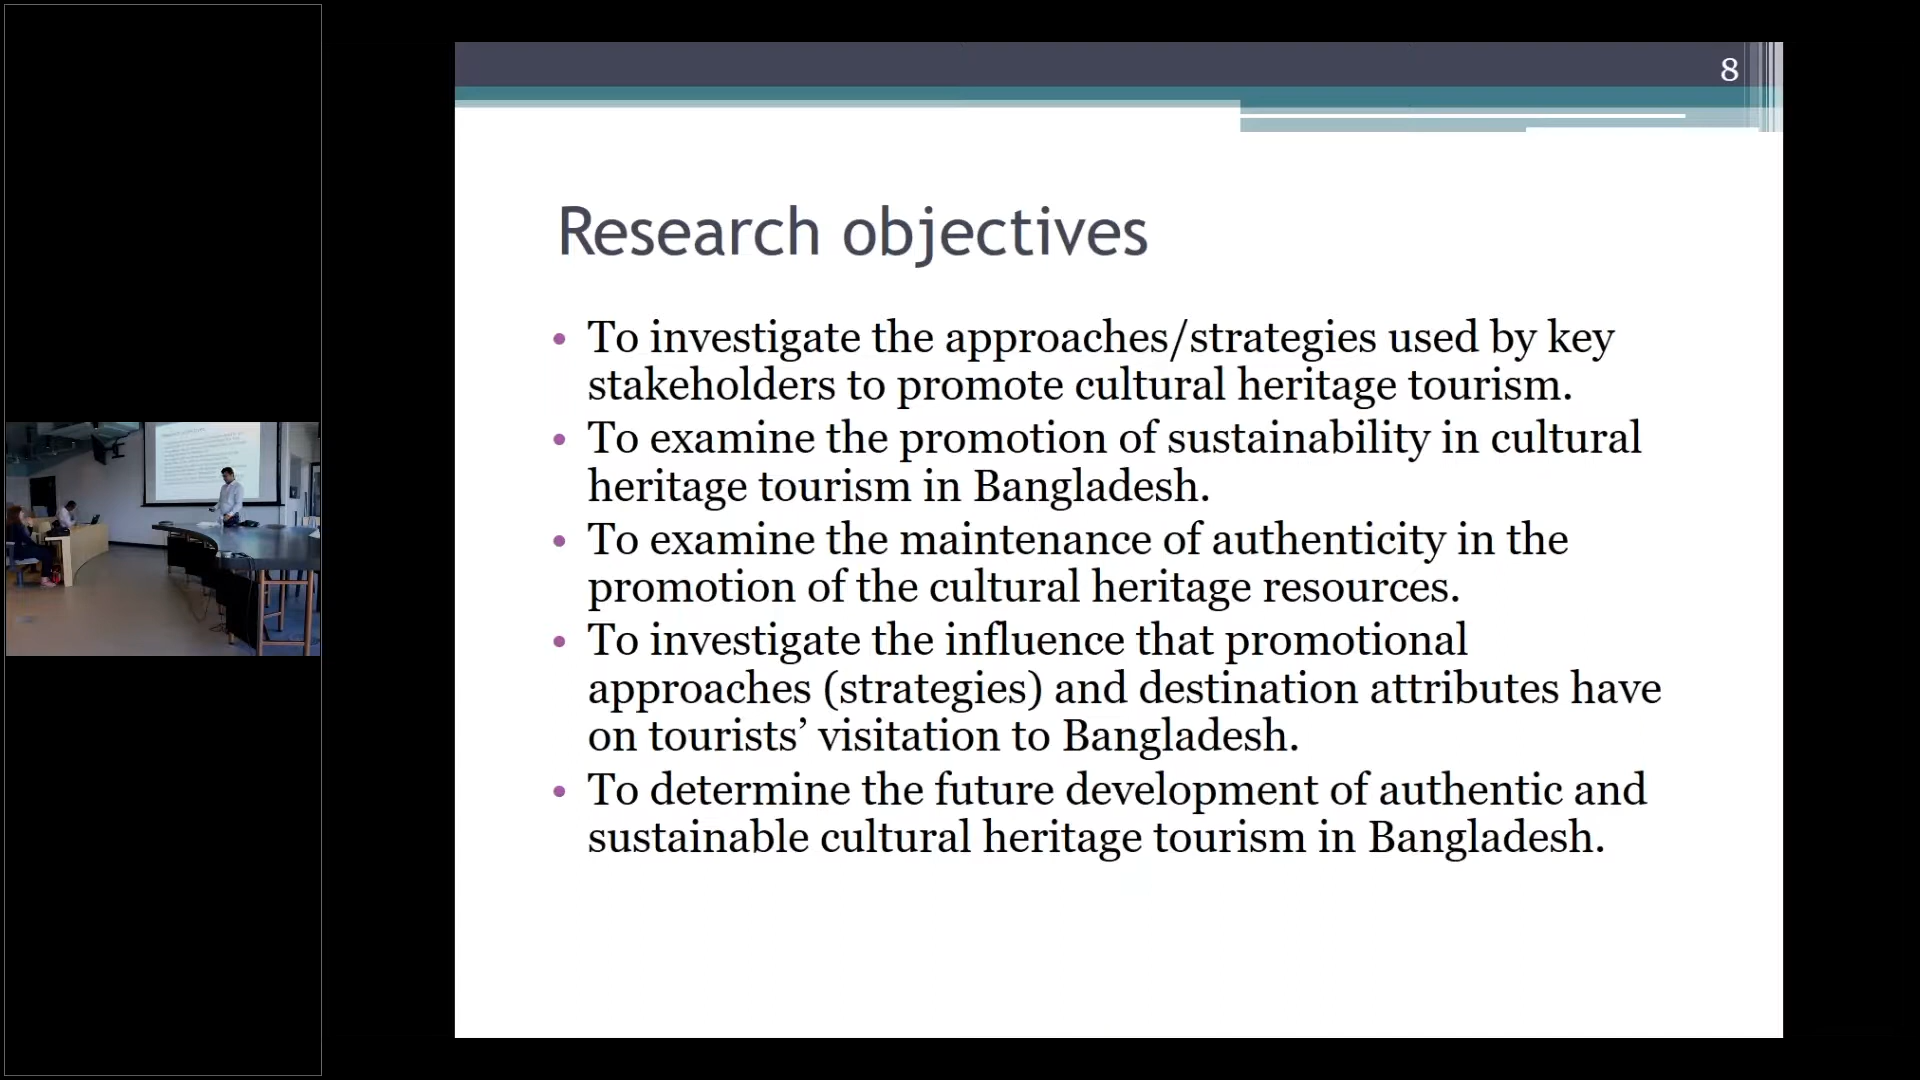 8
Research objectives
• To investigate the approaches/strategies used by key
stakeholders to promote cultural heritage tourism.
• To examine the promotion of sustainability in cultural
heritage tourism in Bangladesh.
• To examine the maintenance of authenticity in the
promotion of the cultural heritage resources.
• To investigate the influence that promotional
approaches (strategies) and destination attributes have
on tourists’ visitation to Bangladesh.
• To determine the future development of authentic and
sustainable cultural heritage tourism in Bangladesh.